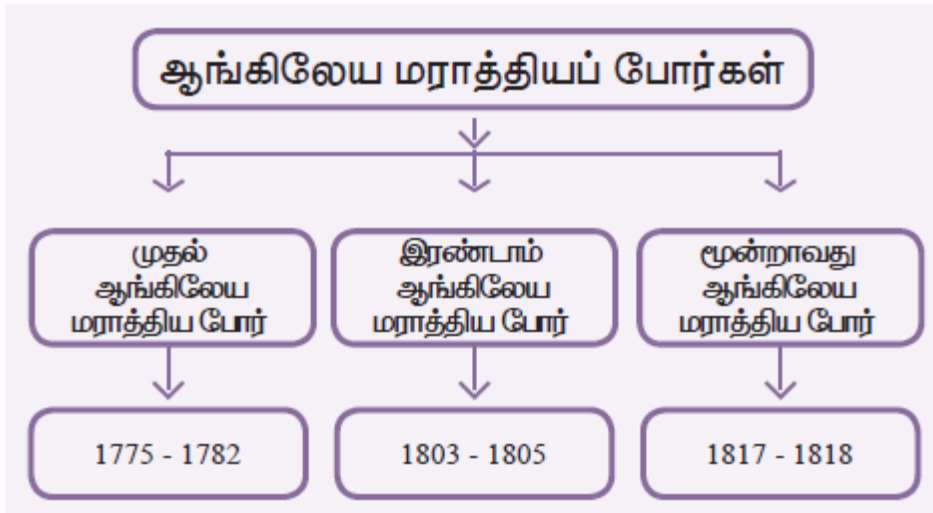 ஆங்கிலேய மராத்தியப் போர்கள்
முதல்
ஆங்கிலேய
மராத்திய போர்
இரண்டாம்
ஆங்கிலேய
மராத்திய போர்
மூன்றாவது
ஆங்கிலேய
மராத்திய போர்
1775 - 1782
1803 - 1805
1817 - 1818